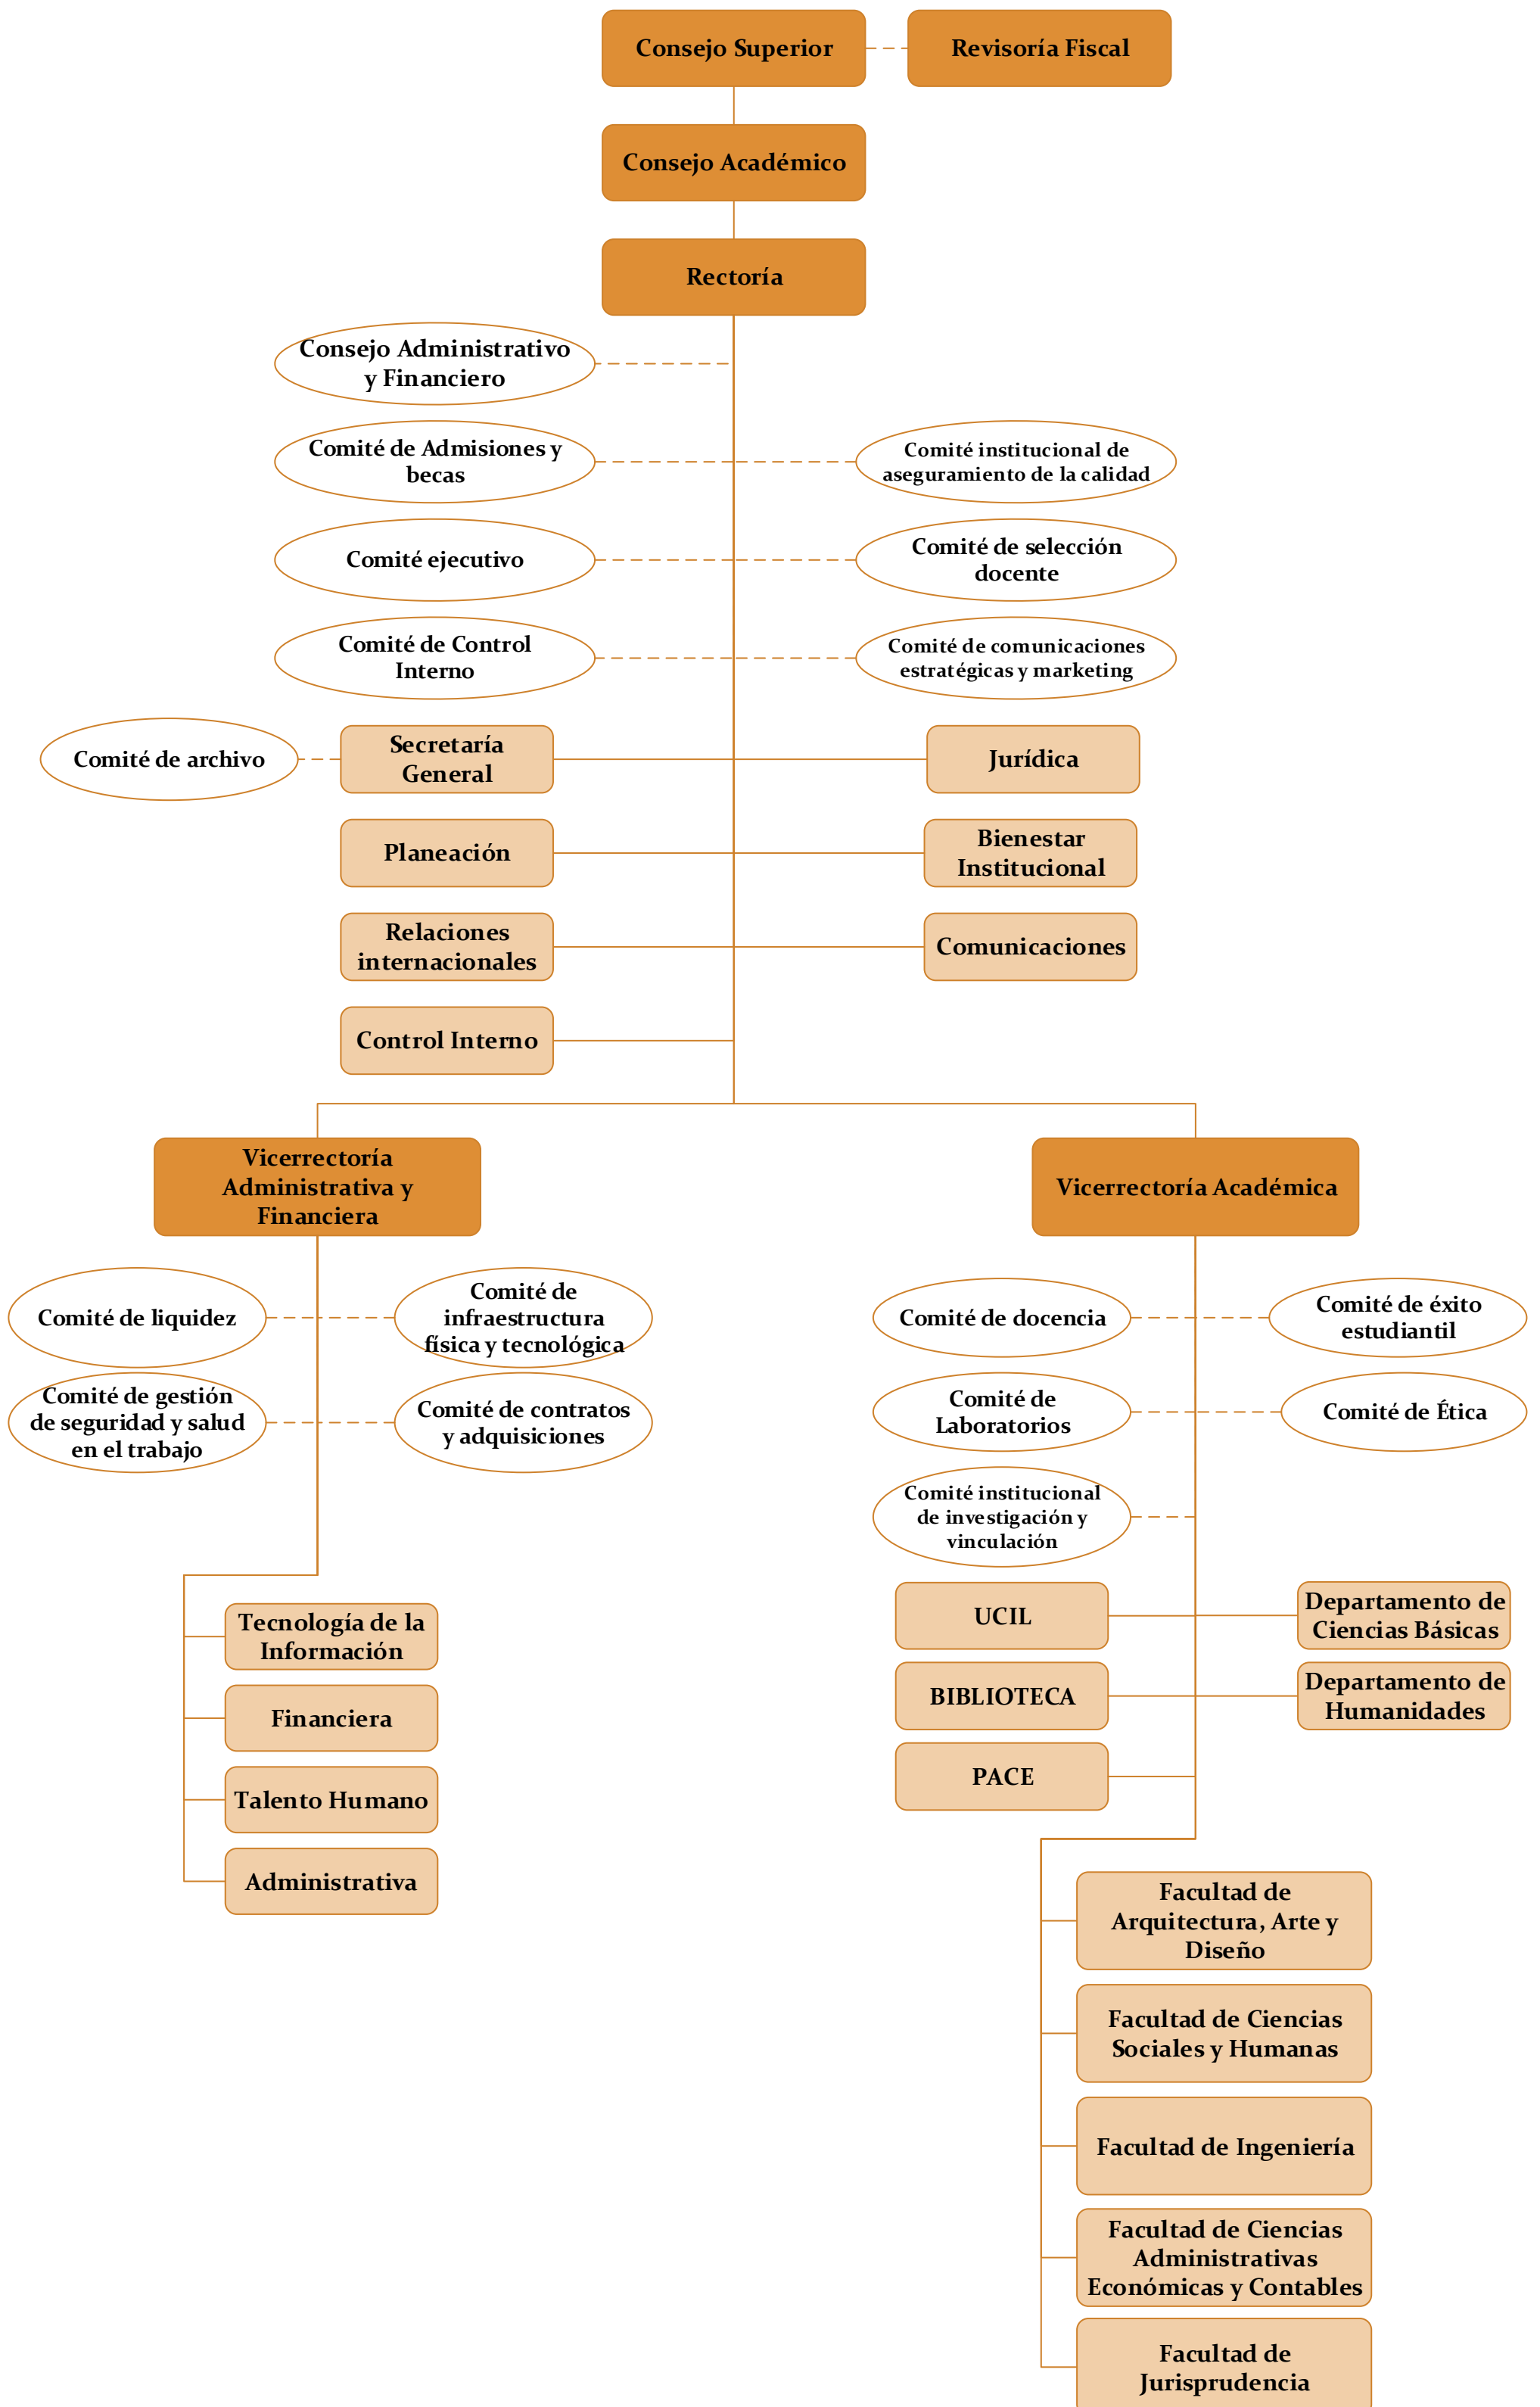 Consejo Superior
Revisoría Fiscal
Consejo Académico
Rectoría
Consejo Administrativo
y Financiero
Comité de Admisiones y
becas
Comité institucional de
aseguramiento de la calidad
Comité ejecutivo
Comité de selección
docente
Comité de Control
Interno
Comité de comunicaciones
estratégicas y marketing
Comité de archivo
Secretaría
General
Jurídica
Planeación
Bienestar
Institucional
Relaciones
internacionales
Comunicaciones
Control Interno
Vicerrectoría
Administrativa y
Financiera
Vicerrectoría Académica
Comité de liquidez
Comité de
infraestructura
física y tecnológica
Comité de gestión
de seguridad y salud
en el trabajo
Comité de contratos
y adquisiciones
Comité de docencia
Comité de éxito
estudiantil
Comité de
Laboratorios
Comité de Ética
Comité institucional
de investigación y
vinculación
UCIL
Departamento de
Ciencias Básicas
BIBLIOTECA
Departamento de
Humanidades
PACE
Tecnología de la
Información
Financiera
Talento Humano
Administrativa
Facultad de
Arquitectura, Arte y
Diseño
Facultad de Ciencias
Sociales y Humanas
Facultad de Ingeniería
Facultad de Ciencias
Administrativas
Económicas y Contables
Facultad de
Jurisprudencia